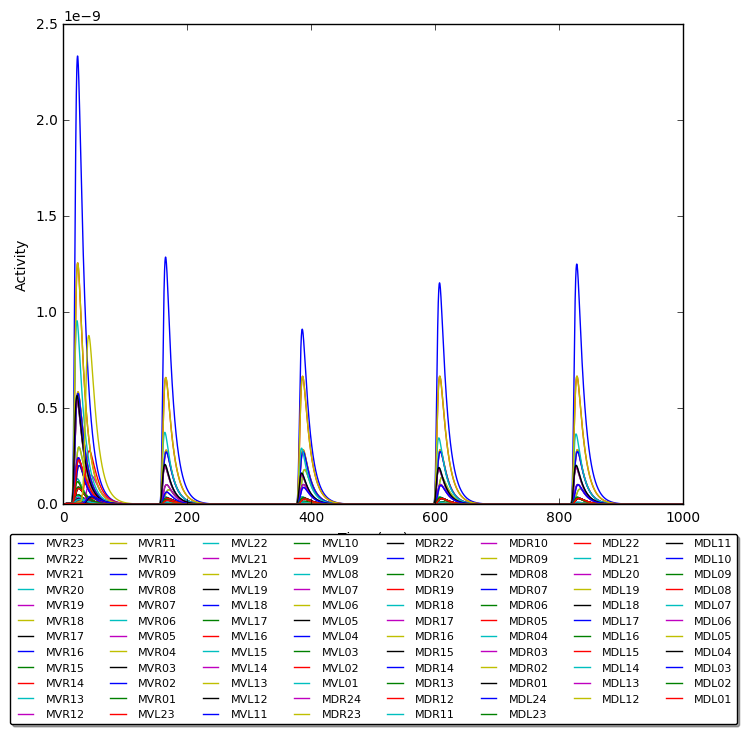 1e−9
2.5
2.0
1.5
1.0
0.5
0.0
Activity
0 200 400 600 800 1000
MVR23 MVR11 MVL22 MVL10 MDR22 MDR10 MDL22 MDL11
MVR22 MVR10 MVL21 MVL09 MDR21 MDR09 MDL21 MDL10
MVR21 MVR09 MVL20 MVL08 MDR20 MDR08 MDL20 MDL09
MVR20 MVR08 MVL19 MVL07 MDR19 MDR07 MDL19 MDL08
MVR19 MVR07 MVL18 MVL06 MDR18 MDR06 MDL18 MDL07
MVR18 MVR06 MVL17 MVL05 MDR17 MDR05 MDL17 MDL06
MVR17 MVR05 MVL16 MVL04 MDR16 MDR04 MDL16 MDL05
MVR16 MVR04 MVL15 MVL03 MDR15 MDR03 MDL15 MDL04
MVR15 MVR03 MVL14 MVL02 MDR14 MDR02 MDL14 MDL03
MVR14 MVR02 MVL13 MVL01 MDR13 MDR01 MDL13 MDL02
MVR13 MVR01 MVL12 MDR24 MDR12 MDL24 MDL12 MDL01
MVR12 MVL23 MVL11 MDR23 MDR11 MDL23